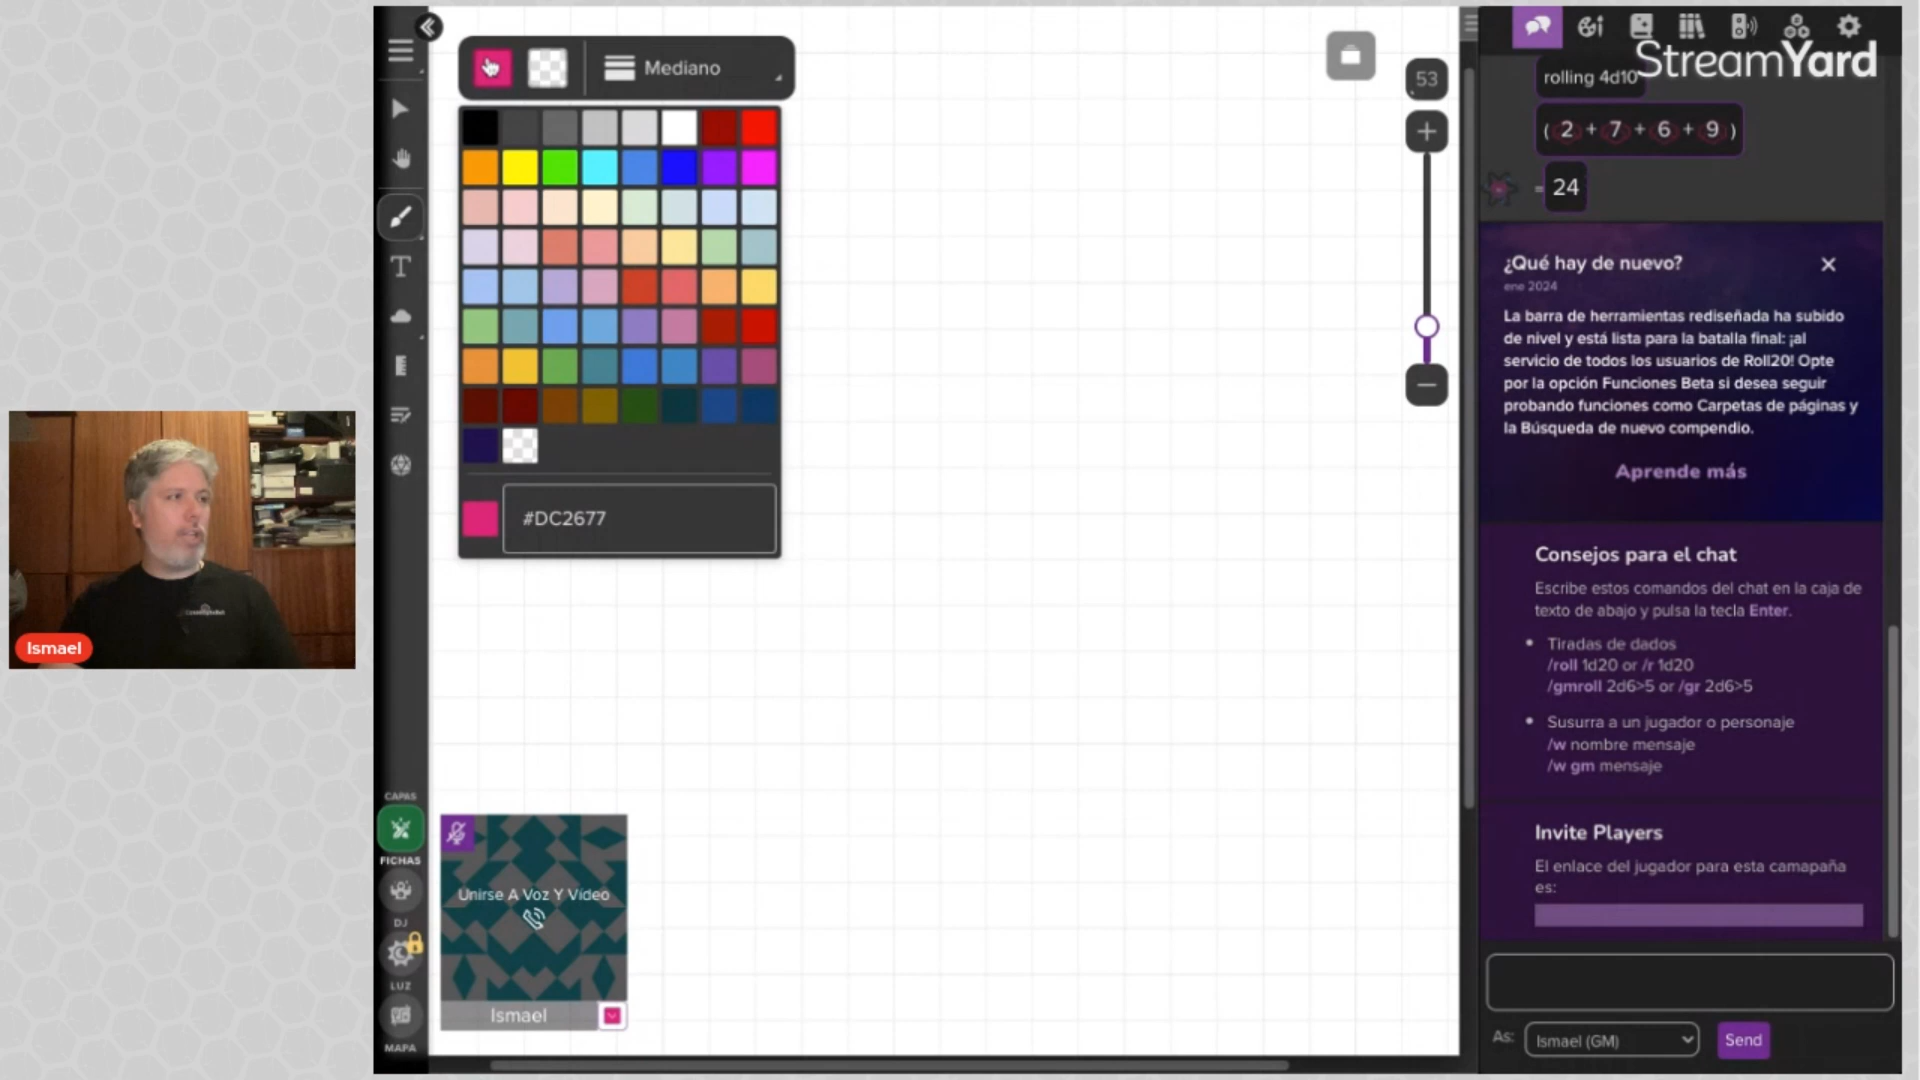 Mediano
53
StreamYard
rolling 4d10
( 2 + 7 + 6 + 9 )
= 24
¿Qué hay de nuevo?
ene 2024
La barra de herramientas rediseñada ha subido
de nivel y está lista para la batalla final: ¡al
servicio de todos los usuarios de Roll20! Opte
por la opción Funciones Beta si desea seguir
probando funciones como Carpetas de páginas y
la Búsqueda de nuevo compendio.
Aprende más
#DC2677
Consejos para el chat
Escribe estos comandos del chat en la caja de
texto de abajo y pulsa la tecla Enter.
• Tiradas de dados
/roll 1d20 or /r 1d20
/gmroll 2d6>5 or /gr 2d6>5
• Susurra a un jugador o personaje
/w nombre mensaje
/w gm mensaje
Invite Players
El enlace del jugador para esta camapaña
es:
Ismael
CAPAS
FICHAS
DJ
LUZ
MAPA
Unirse A Voz Y Vídeo
Ismael
As:
Ismael (GM)
Send